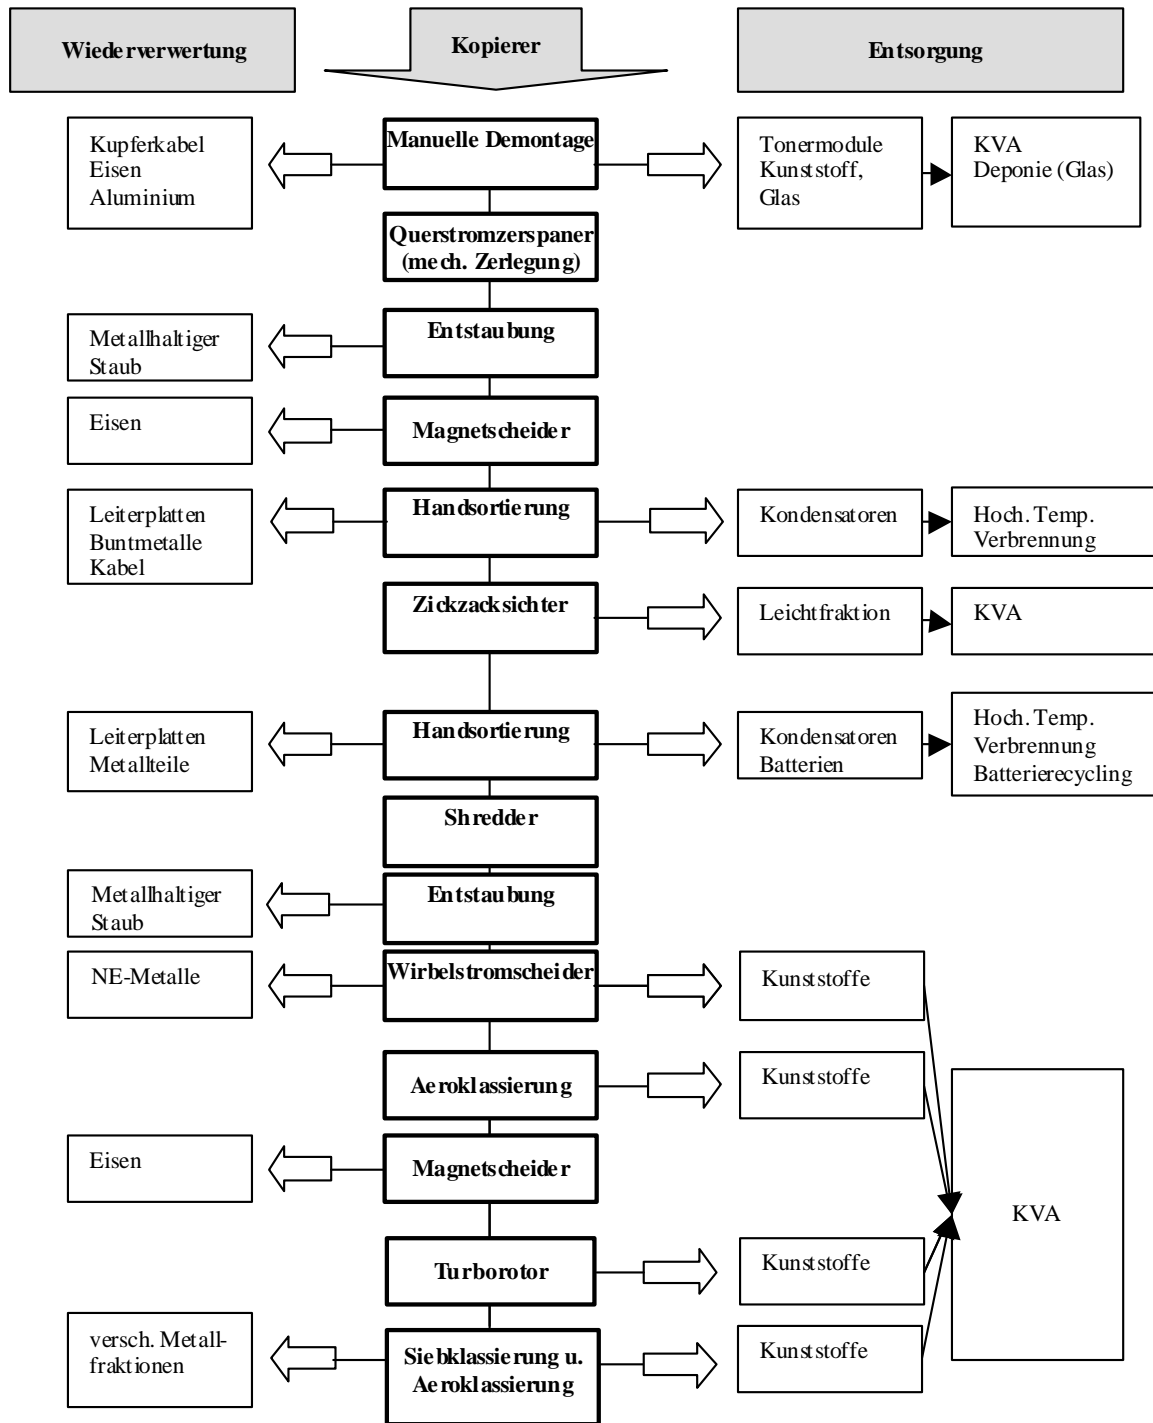 Wiederverwertung
Kopierer
Entsorgung
Kupferkabel
Eisen
Aluminium
Manuelle Demontage
Tonermodule
Kunststoff,
Glas
KVA
Deponie (Glas)
Querstromzerspaner
(mech. Zerlegung)
Metallhaltiger
Staub
Entstaubung
Eisen
Magnetscheider
Leiterplatten
Buntmetalle
Kabel
Handsortierung
Kondensatoren
Hoch. Temp.
Verbrennung
Zickzacksichter
Leichtfraktion
KVA
Leiterplatten
Metallteile
Handsortierung
Kondensatoren
Batterien
Hoch. Temp.
Verbrennung
Batterierecycling
Shredder
Metallhaltiger
Staub
Entstaubung
NE-Metalle
Wirbelstromscheider
Kunststoffe
Aeroklassierung
Kunststoffe
Eisen
Magnetscheider
KVA
Turborotor
Kunststoffe
versch. Metall-
fraktionen
Siebklassierung u.
Aeroklassierung
Kunststoffe